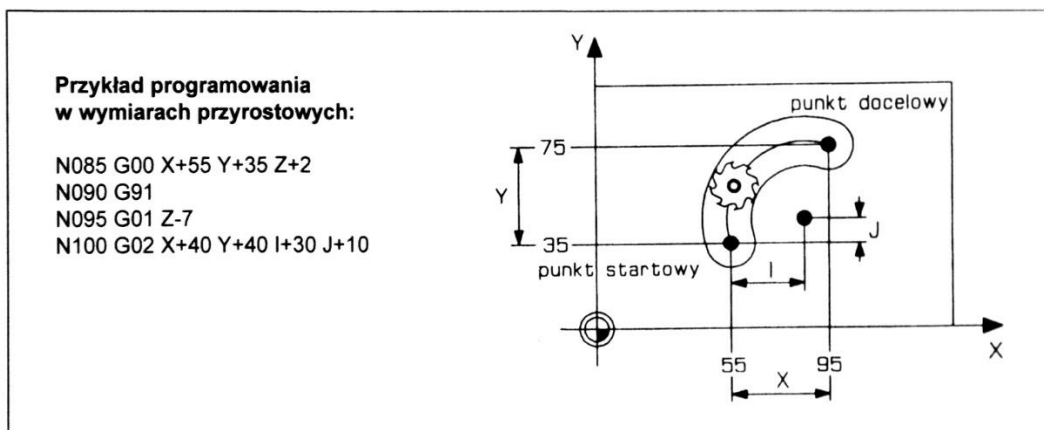 Przykład programowania
w wymiarach przyrostowych:
N085 G00 X+55 Y+35 Z+2
N090 G91
N095 G01 Z-7
N100 G02 X+40 Y+40 I+30 J+10
Y
punkt docelowy
75
Y
35
J
punkt startowy
I
X
55
95
X